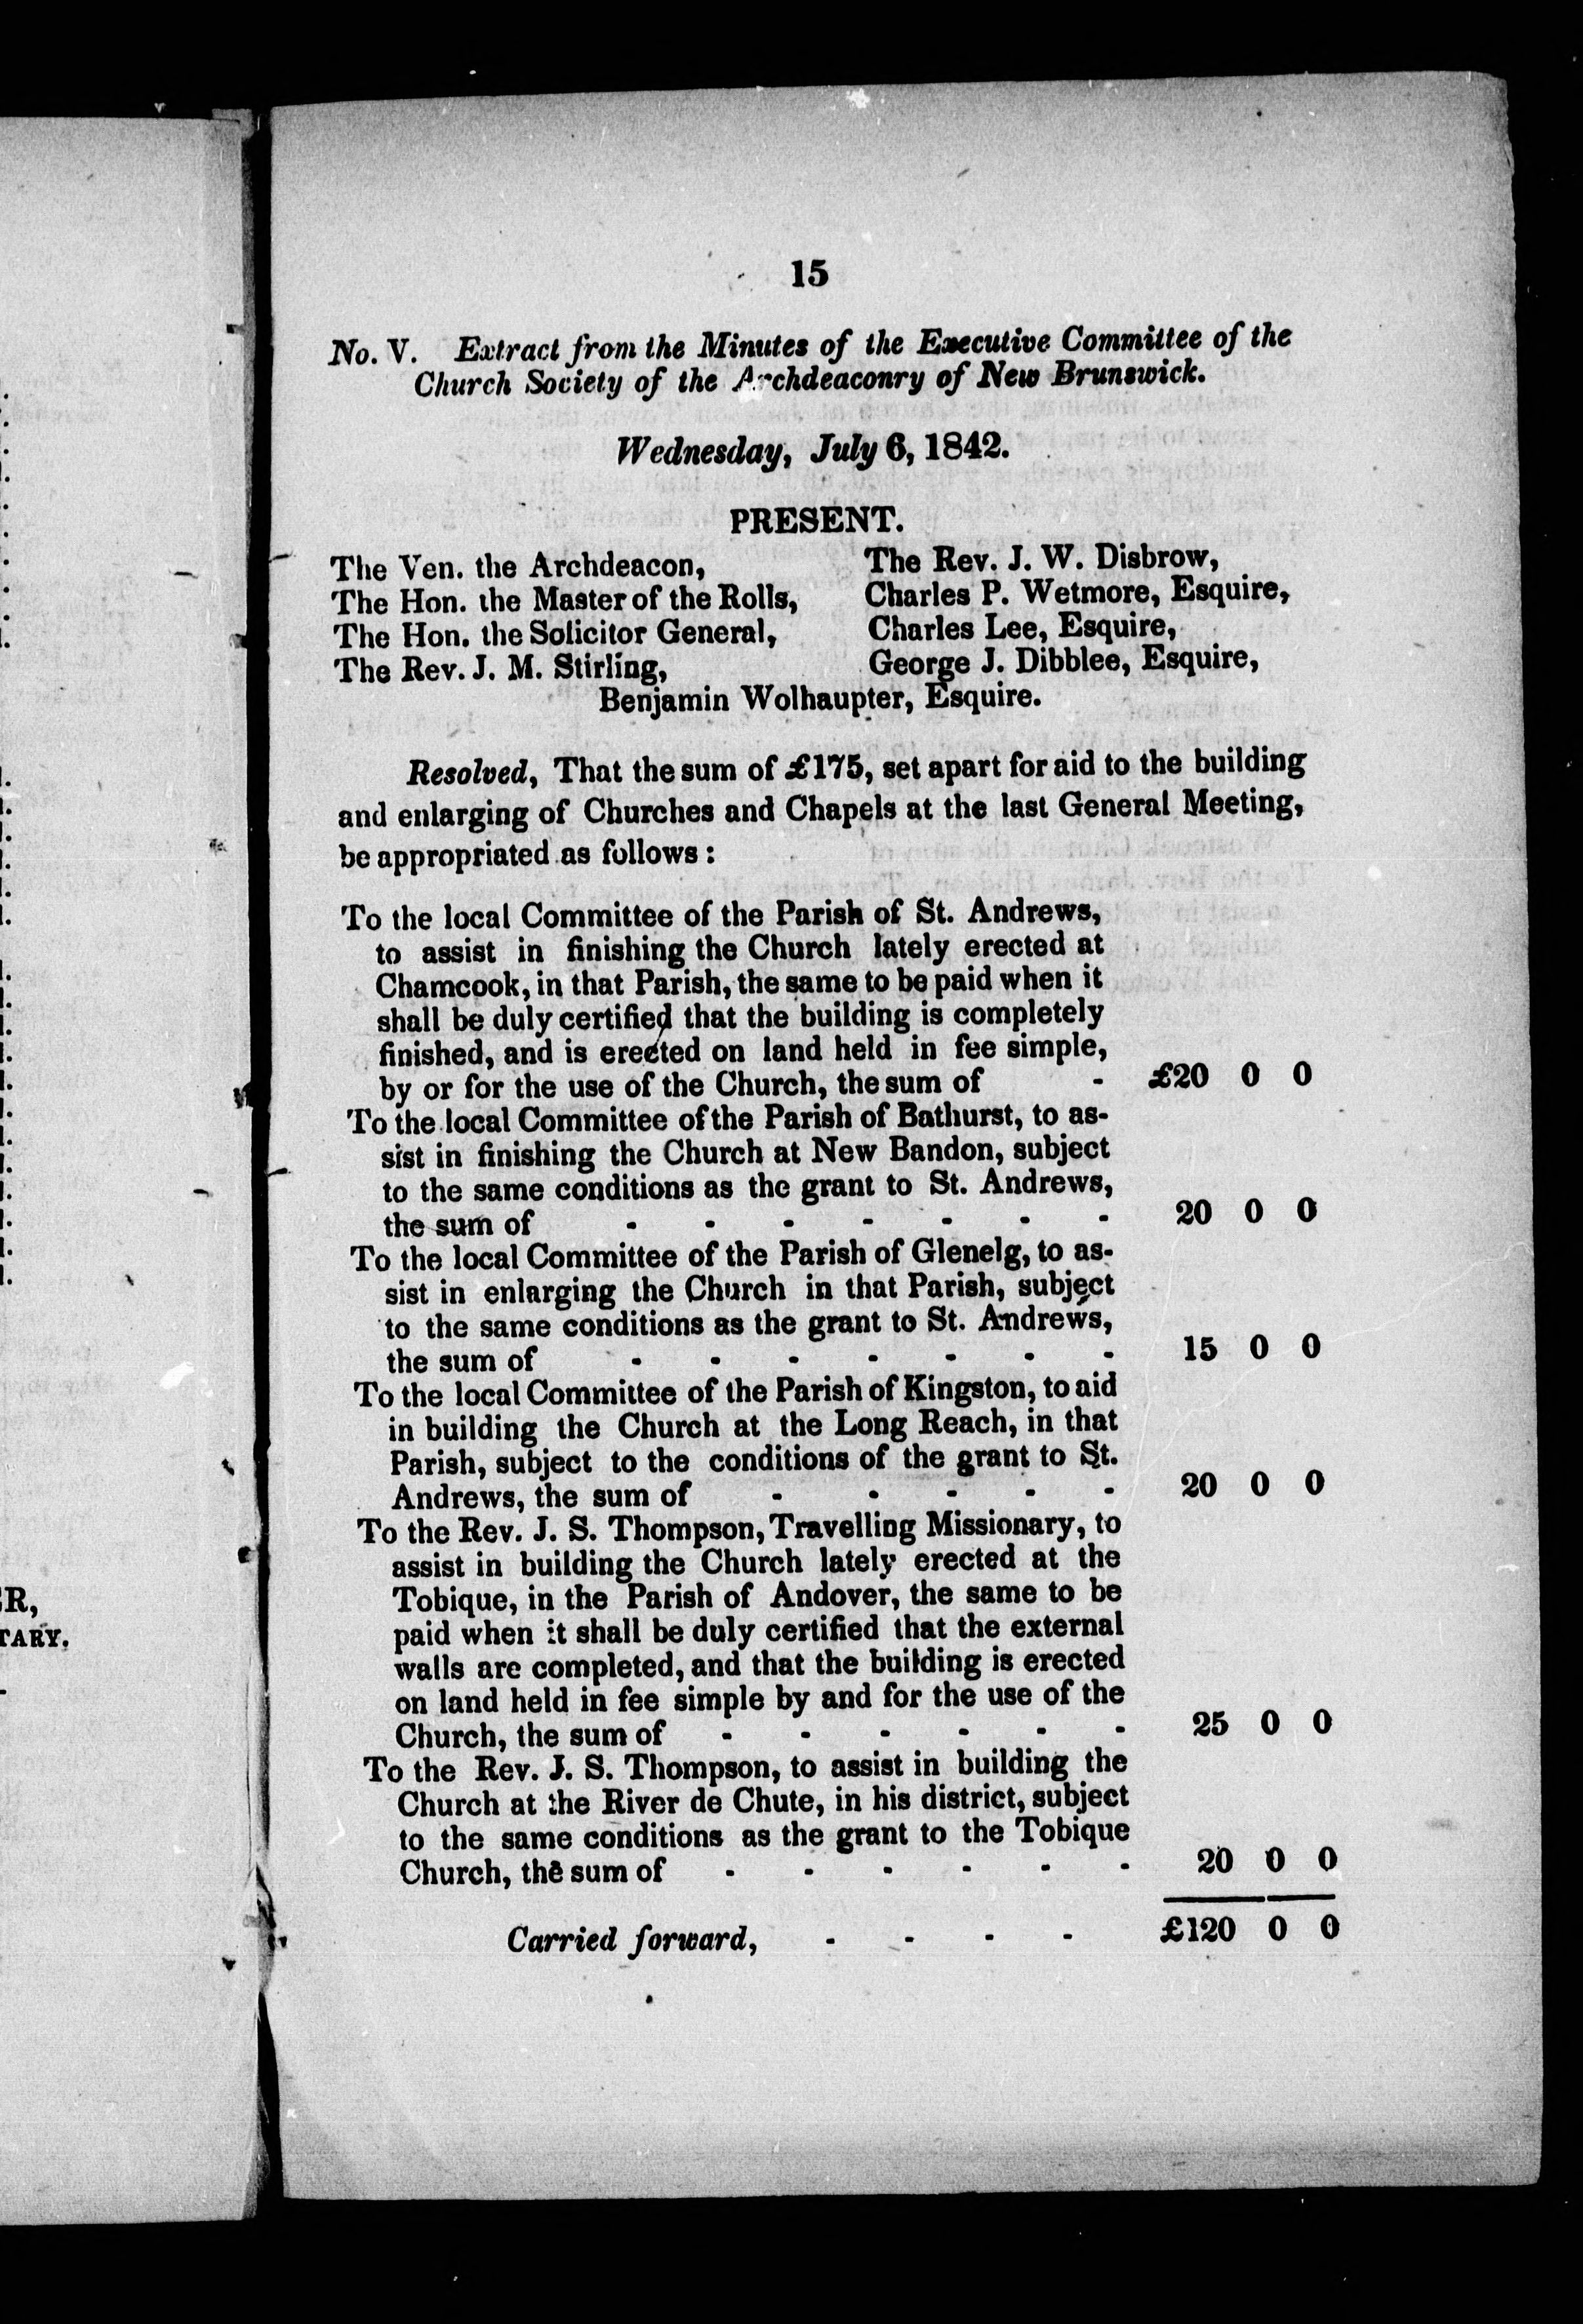 15
No. V. Extract from the Minutes of the Executive Committee of the
Church Society of the Archdeaconry of New Brunswick.
Wednesday, July 6, 1842.
PRESENT.
The Ven. the Archdeacon,
The Hon. the Master of the Rolls,
The Hon. the Solicitor General,
The Rev. J. M. Stirling,
The Rev. J. W. Disbrow,
Charles P. Wetmore, Esquire,
Charles Lee, Esquire,
George J. Dibblee, Esquire,
Benjamin Wolhaupter, Esquire.
Resolved, That the sum of £175, set apart for aid to the building
and enlarging of Churches and Chapels at the last General Meeting,
be appropriated as follows:
To the local Committee of the Parish of St. Andrews,
to assist in finishing the Church lately erected at
Chamcook, in that Parish, the same to be paid when it
shall be duly certified that the building is completely
finished, and is erected on land held in fee simple,
by or for the use of the Church, the sum of - £20 0 0
To the local Committee of the Parish of Bathurst, to as-
sist in finishing the Church at New Bandon, subject
to the same conditions as the grant to St. Andrews,
the sum of - - - - - - - 20 0 0
To the local Committee of the Parish of Glenelg, to as-
sist in enlarging the Church in that Parish, subject
to the same conditions as the grant to St. Andrews,
the sum of - - - - - - - 15 0 0
To the local Committee of the Parish of Kingston, to aid
in building the Church at the Long Reach, in that
Parish, subject to the conditions of the grant to St.
Andrews, the sum of - - - - - 20 0 0
To the Rev. J. S. Thompson, Travelling Missionary, to
assist in building the Church lately erected at the
Tobique, in the Parish of Andover, the same to be
paid when it shall be duly certified that the external
walls are completed, and that the building is erected
on land held in fee simple by and for the use of the
Church, the sum of - - - - - - 25 0 0
To the Rev. J. S. Thompson, to assist in building the
Church at the River de Chute, in his district, subject
to the same conditions as the grant to the Tobique
Church, the sum of - - - - - - 20 0 0
Carried forward, - - - - £120 0 0